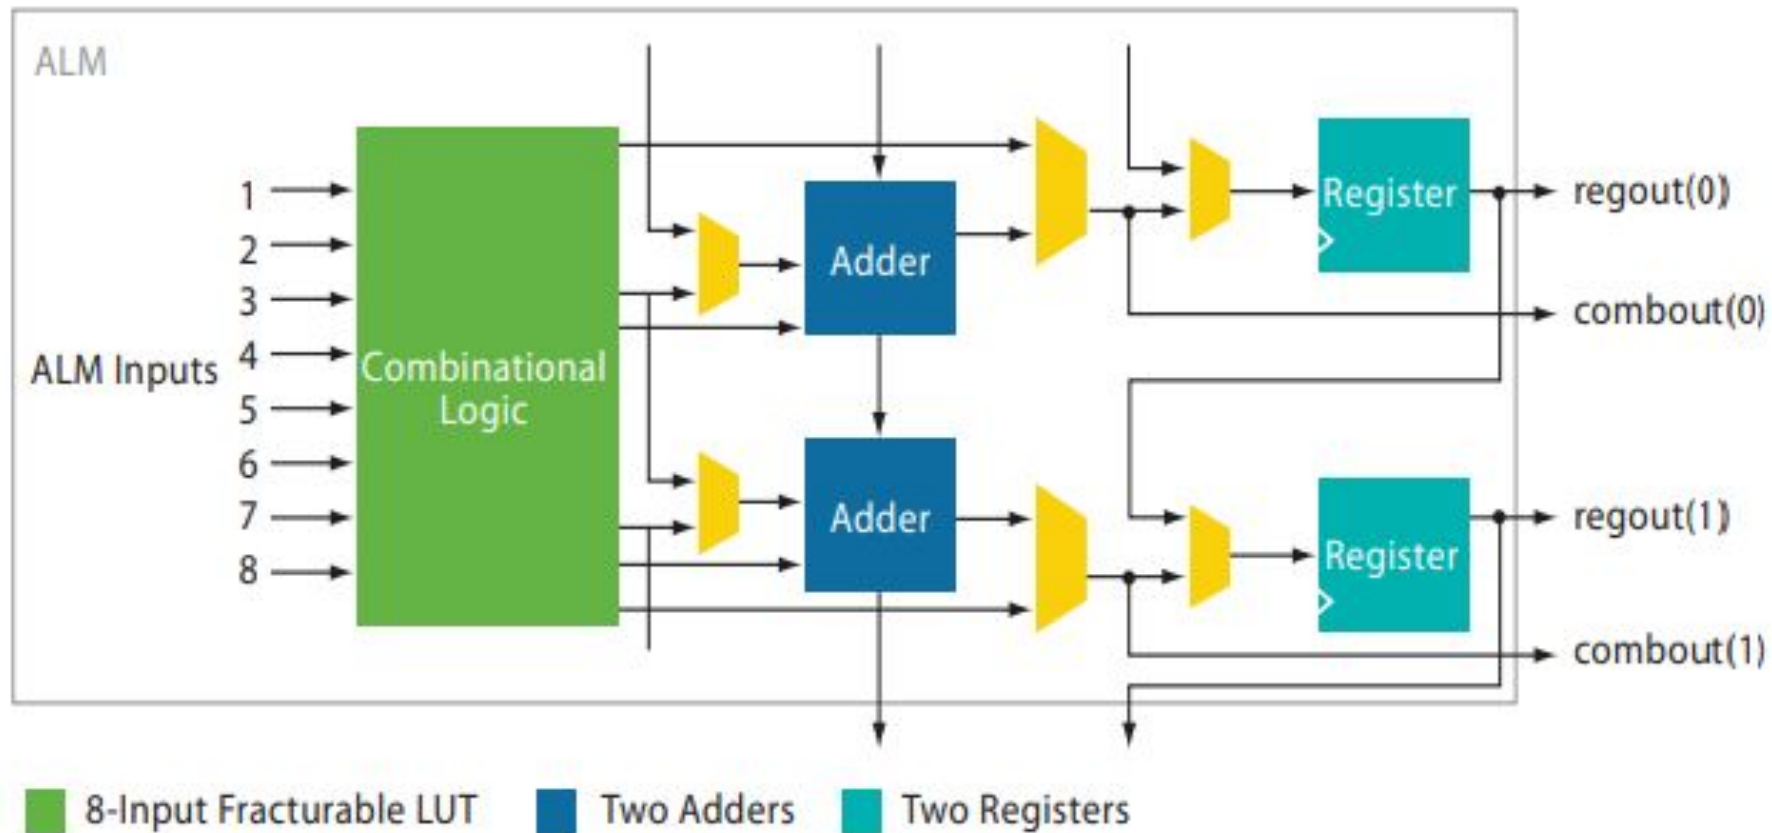 ALM
1
2
3
ALM Inputs
4
5
6
7
8
Combinational
Logic
Adder
Adder
Register
Register
regout(0)
combout(0)
regout(1)
combout(1)
8-Input Fracturable LUT
Two Adders
Two Registers